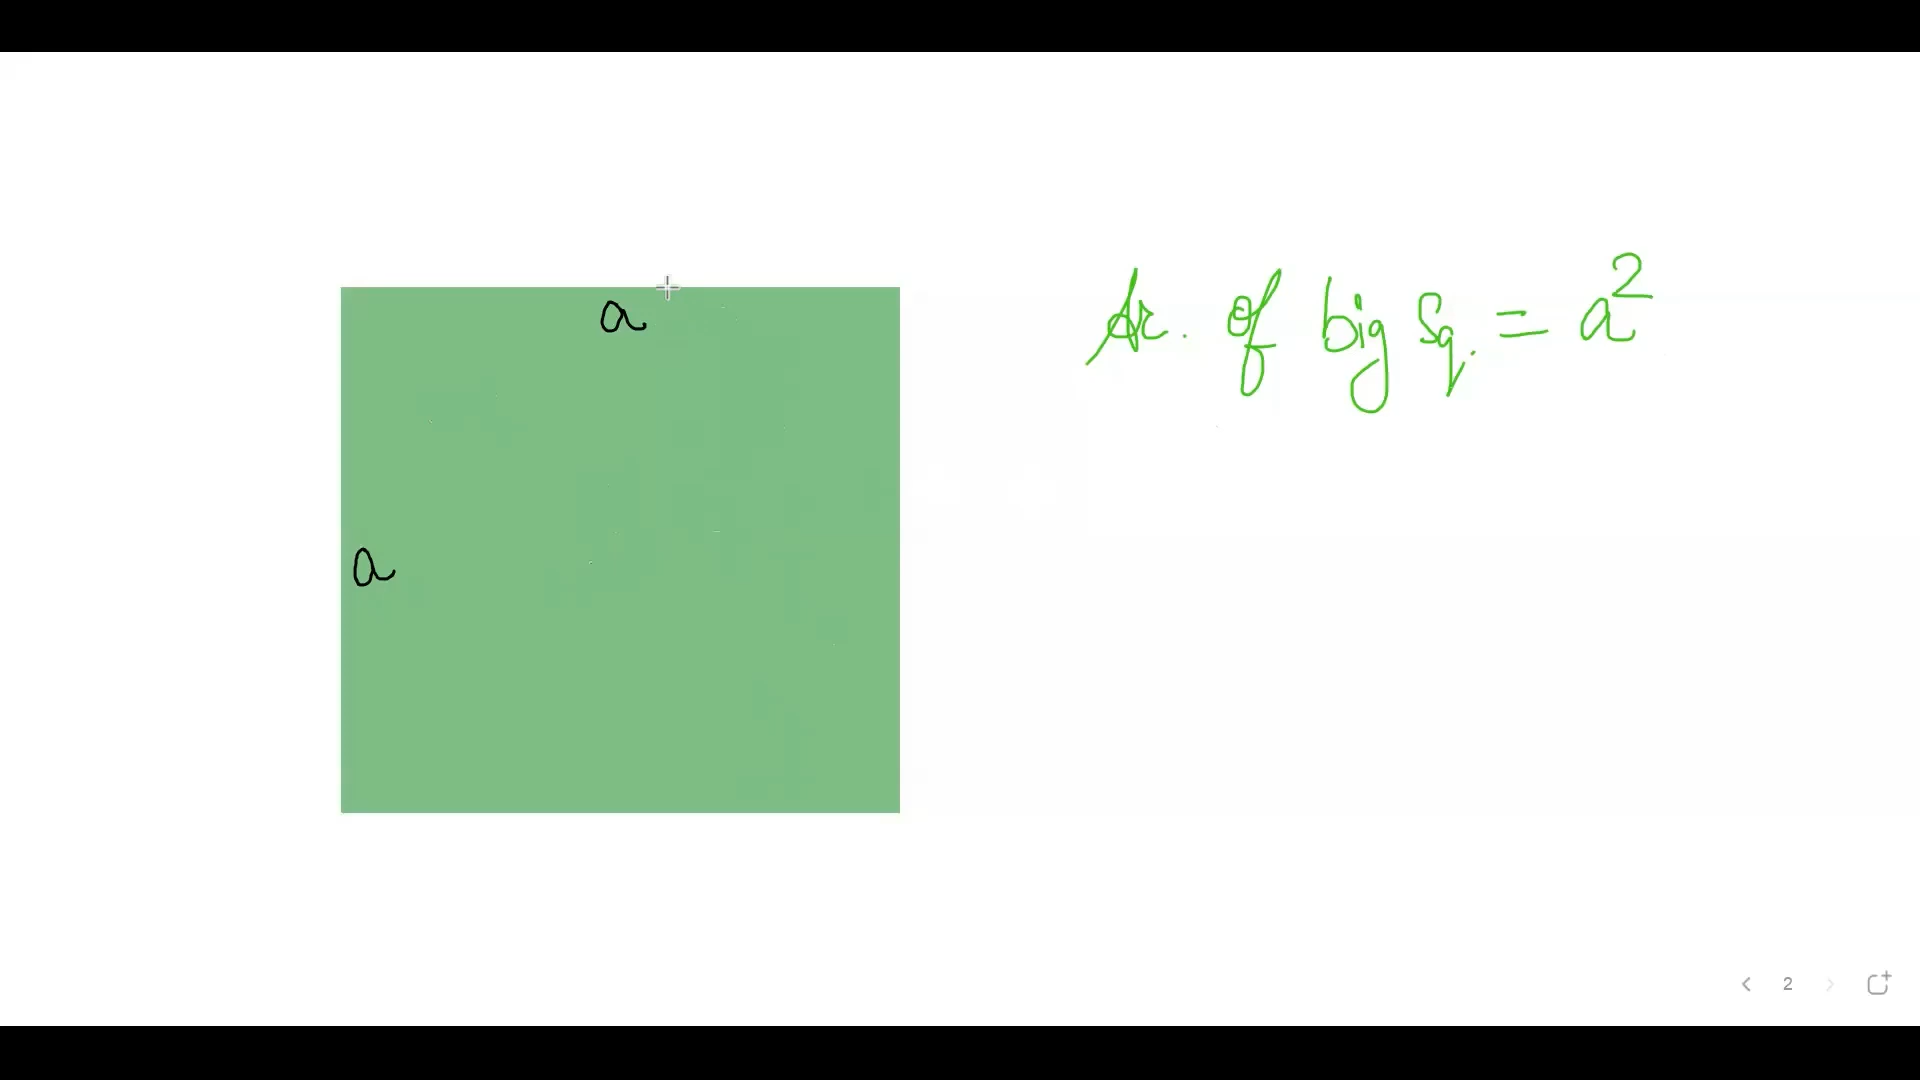 a
Ar. of big Sq. = a²
a
2